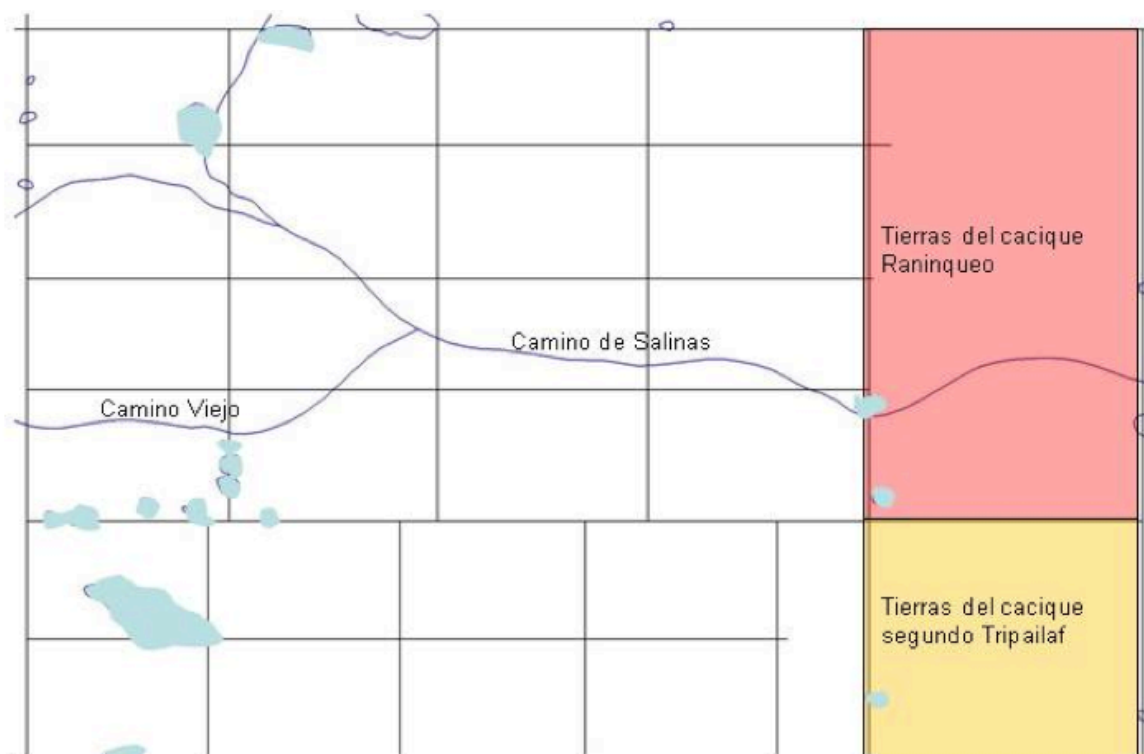 Tierras del cacique
Raninqueo
Camino de Salinas
Camino Viejo
Tierras del cacique
segundo Tripailaf